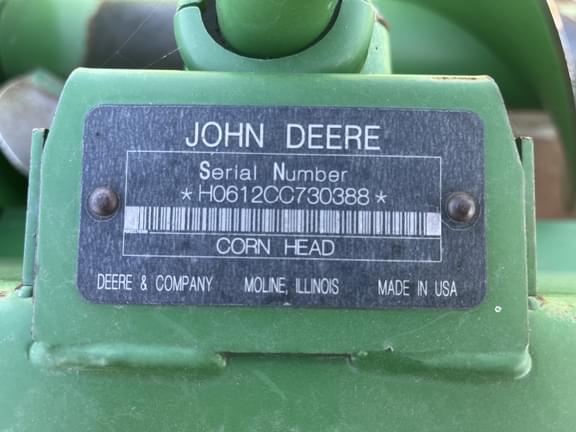 JOHN DEERE
Serial Number
*H0612CC730388*
CORN HEAD
DEERE & COMPANY MOLINE, ILLINOIS MADE IN USA